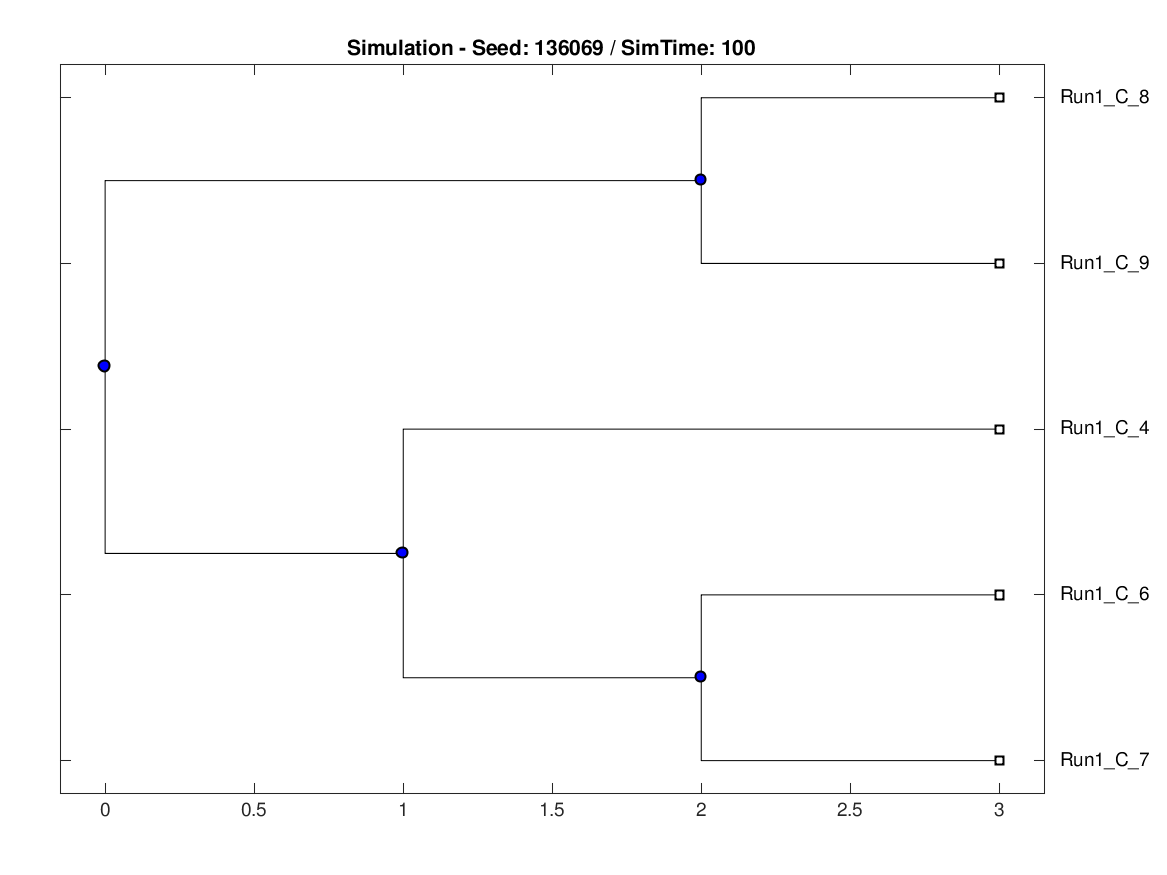 Simulation - Seed: 136069 / SimTime: 100
Run1_C_8
Run1_C_9
Run1_C_4
Run1_C_6
Run1_C_7
0 0.5 1 1.5 2 2.5 3